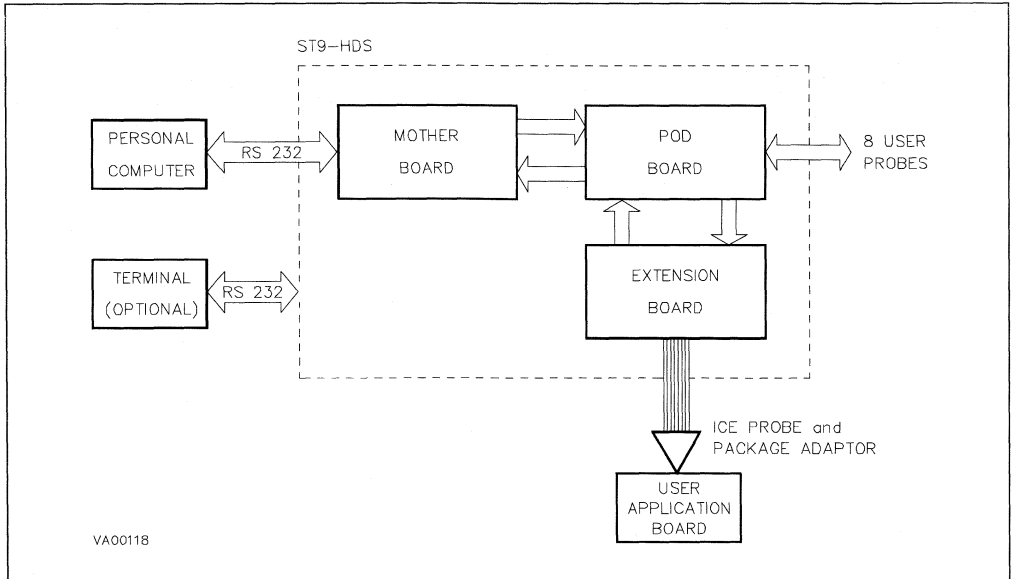 ST9-HDS
PERSONAL
COMPUTER
RS 232
MOTHER
BOARD
POD
BOARD
8 USER
PROBES
TERMINAL
(OPTIONAL)
RS 232
EXTENSION
BOARD
ICE PROBE and
PACKAGE ADAPTOR
USER
APPLICATION
BOARD
VA00118